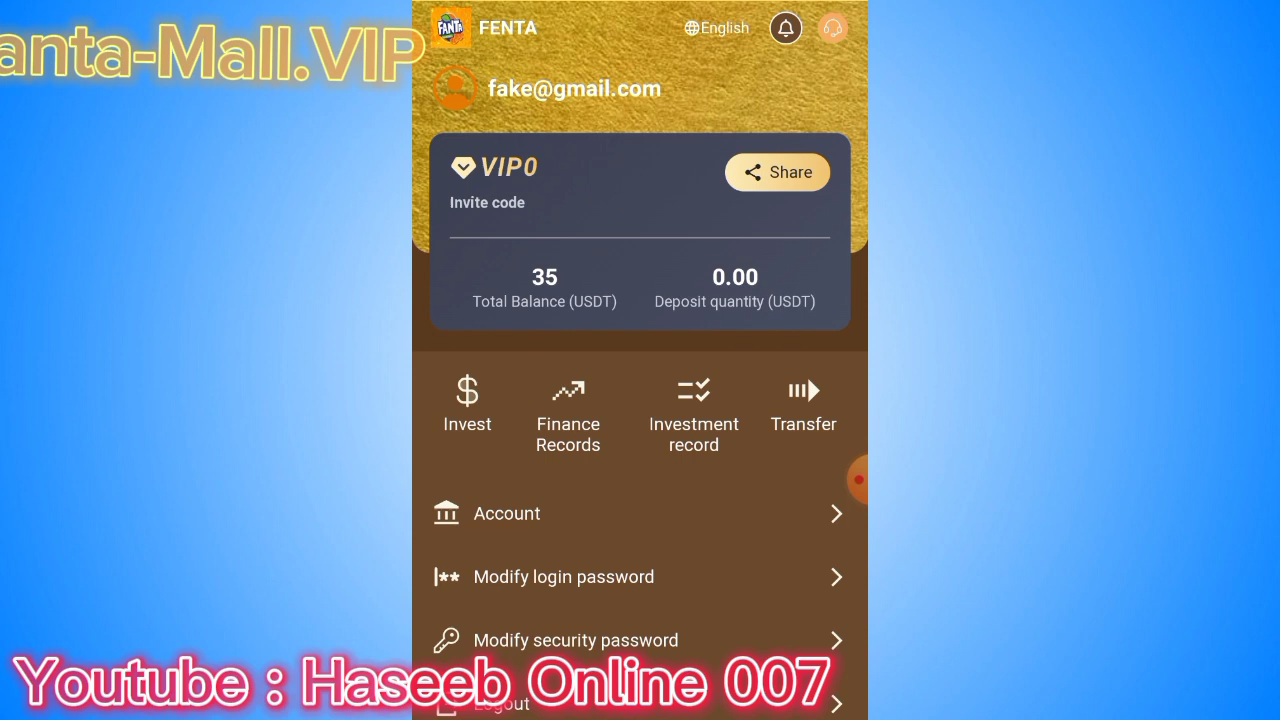 FANTA
FENTA
English
anta-Mall.VIP
fake@gmail.com
VIP0
Share
Invite code
35
0.00
Total Balance (USDT)
Deposit quantity (USDT)
Invest
Finance
Records
Investment
record
Transfer
Account
|** Modify login password
Modify security password
Youtube : Haseeb Online 007
Logout